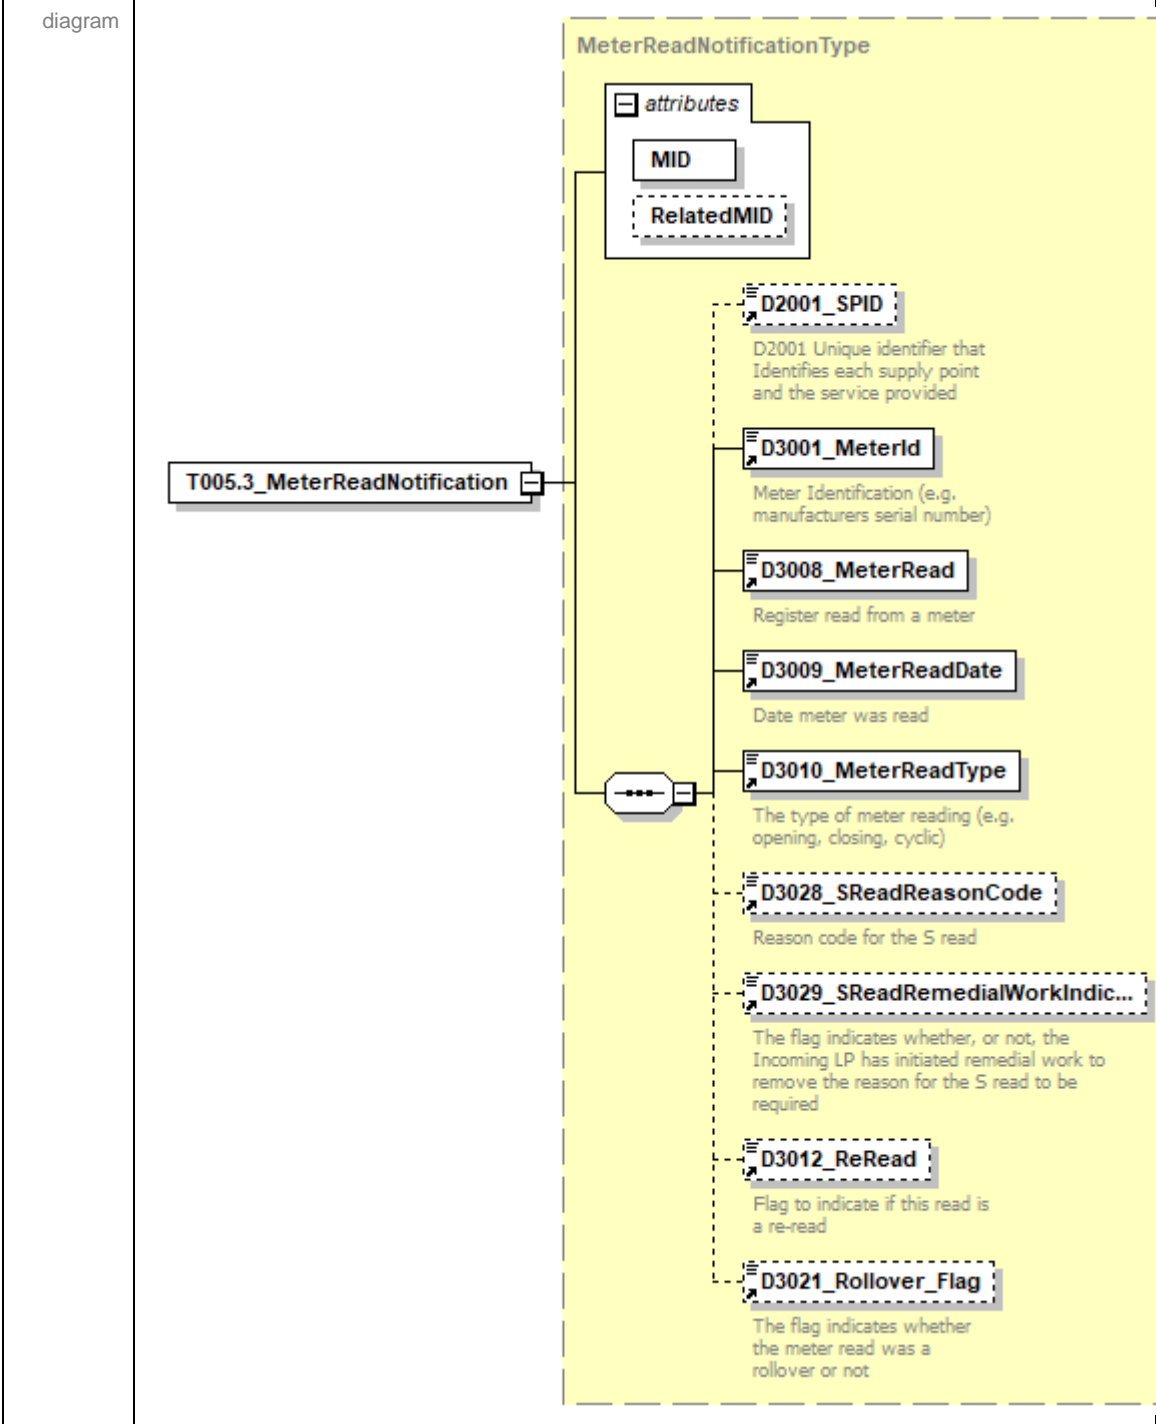 diagram
MeterReadNotificationType
attributes
MID
RelatedMID
D2001_SPID
D2001 Unique identifier that
Identifies each supply point
and the service provided
T005.3_MeterReadNotification
D3001_MeterId
Meter Identification (e.g.
manufacturers serial number)
D3008_MeterRead
Register read from a meter
D3009_MeterReadDate
Date meter was read
D3010_MeterReadType
The type of meter reading (e.g.
opening, closing, cyclic)
D3028_SReadReasonCode
Reason code for the S read
D3029_SReadRemedialWorkIndic...
The flag indicates whether, or not, the
Incoming LP has initiated remedial work to
remove the reason for the S read to be
required
D3012_ReRead
Flag to indicate if this read is
a re-read
D3021_Rollover_Flag
The flag indicates whether
the meter read was a
rollover or not